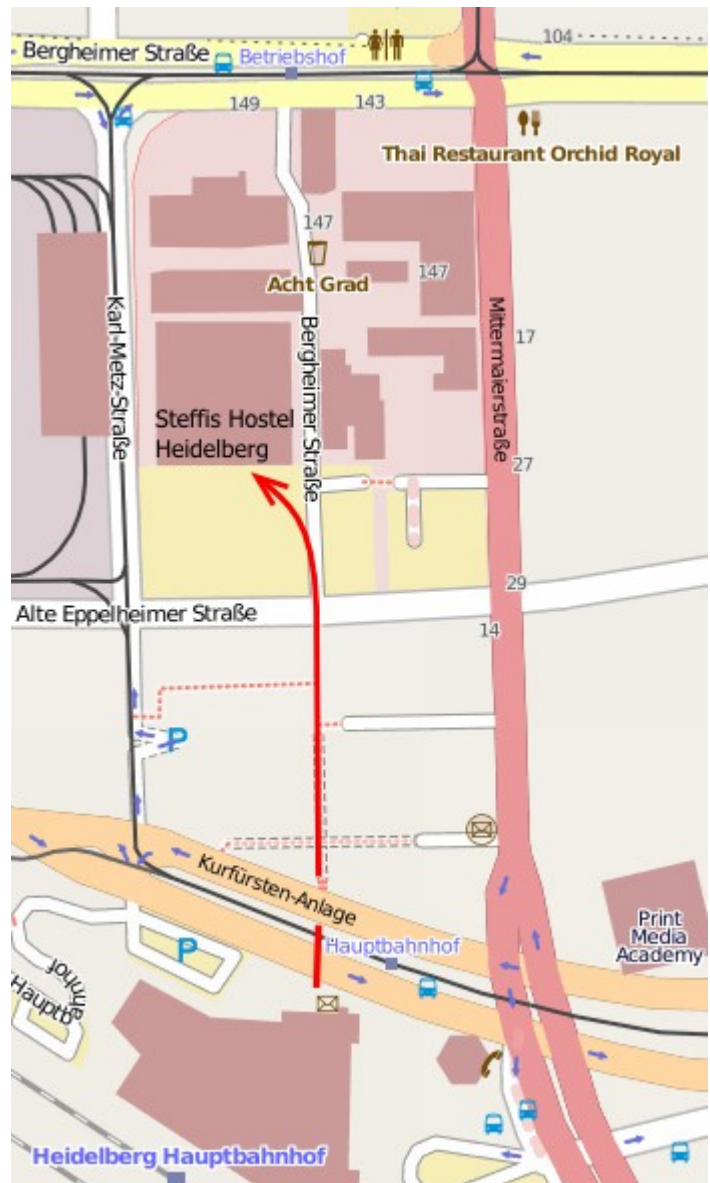 104
Bergheimer Straße
Betriebshof
149
143
Thai Restaurant Orchid Royal
147
Acht Grad
147
Karl-Metz-Straße
Bergheimer Straße
Mittermaierstraße
17
Steffis Hostel
Heidelberg
27
29
Alte Eppelheimer Straße
14
P
Kurfürsten-Anlage
Print
Media
Academy
P
Hauptbahnhof
Hauptbahnhof
Heidelberg Hauptbahnhof